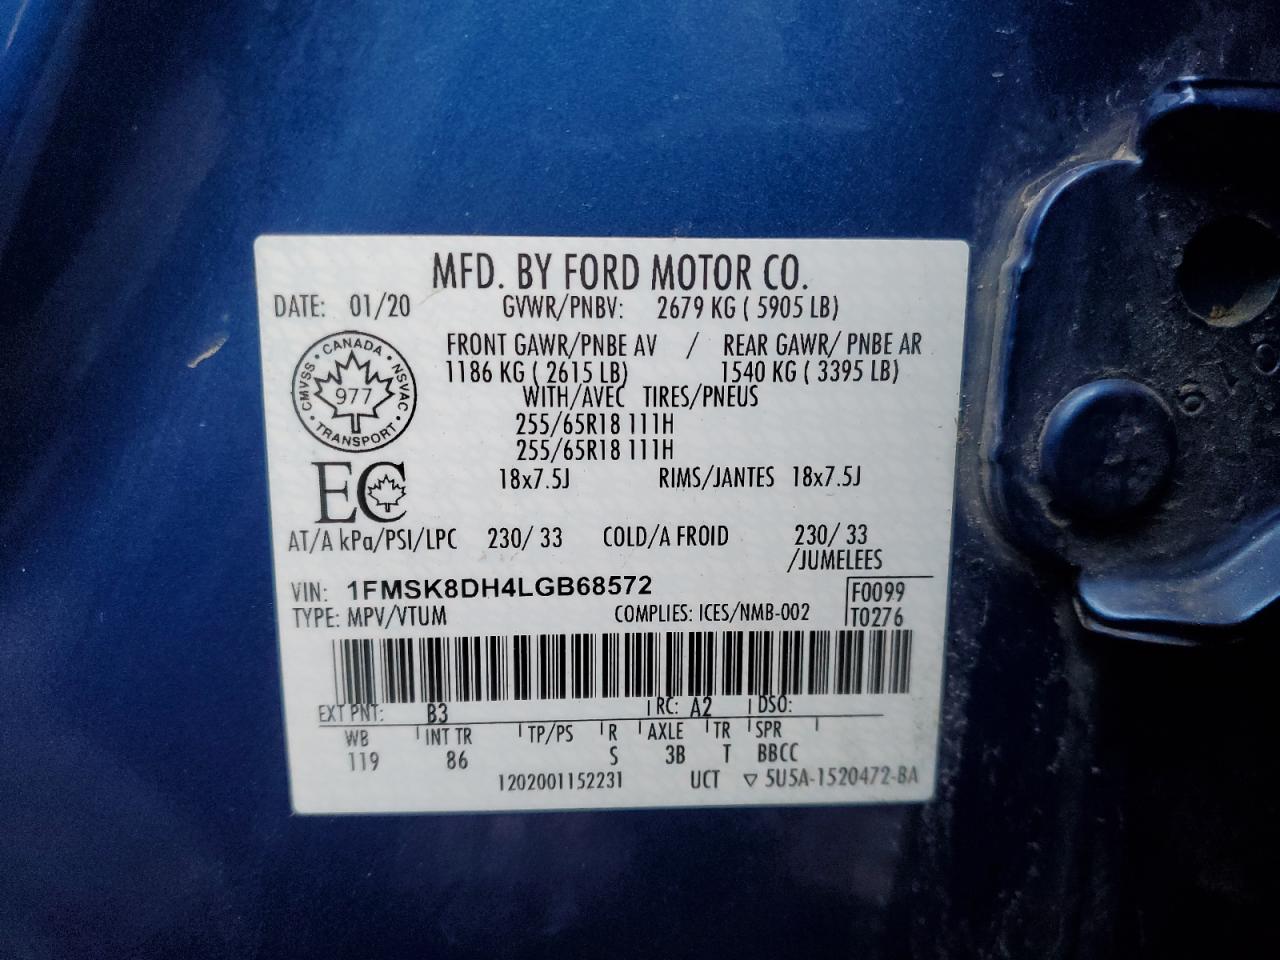 MFD. BY FORD MOTOR CO.
DATE: 01/20 GVWR/PNBV: 2679 KG ( 5905 LB)
FRONT GAWR/PNBE AV / REAR GAWR/ PNBE AR
1186 KG ( 2615 LB) 1540 KG ( 3395 LB)
WITH/AVEC TIRES/PNEUS
255/65R18 111H
255/65R18 111H
18x7.5J RIMS/JANTES 18x7.5J
CANADA
CMVSS • NSVAC
977
TRANSPORT
EC
AT/A kPa/PSI/LPC 230/ 33 COLD/A FROID 230/ 33
/JUMELEES
VIN: 1FMSK8DH4LGB68572 F0099
TYPE: MPV/VTUM COMPLIES: ICES/NMB-002 T0276
EXT PNT: B3 RC: A2 DSO:
WB INT TR TP/PS R AXLE TR SPR
119 86 S 3B T BBCC
1202001152231 UCT ▽ 5U5A-1520472-BA